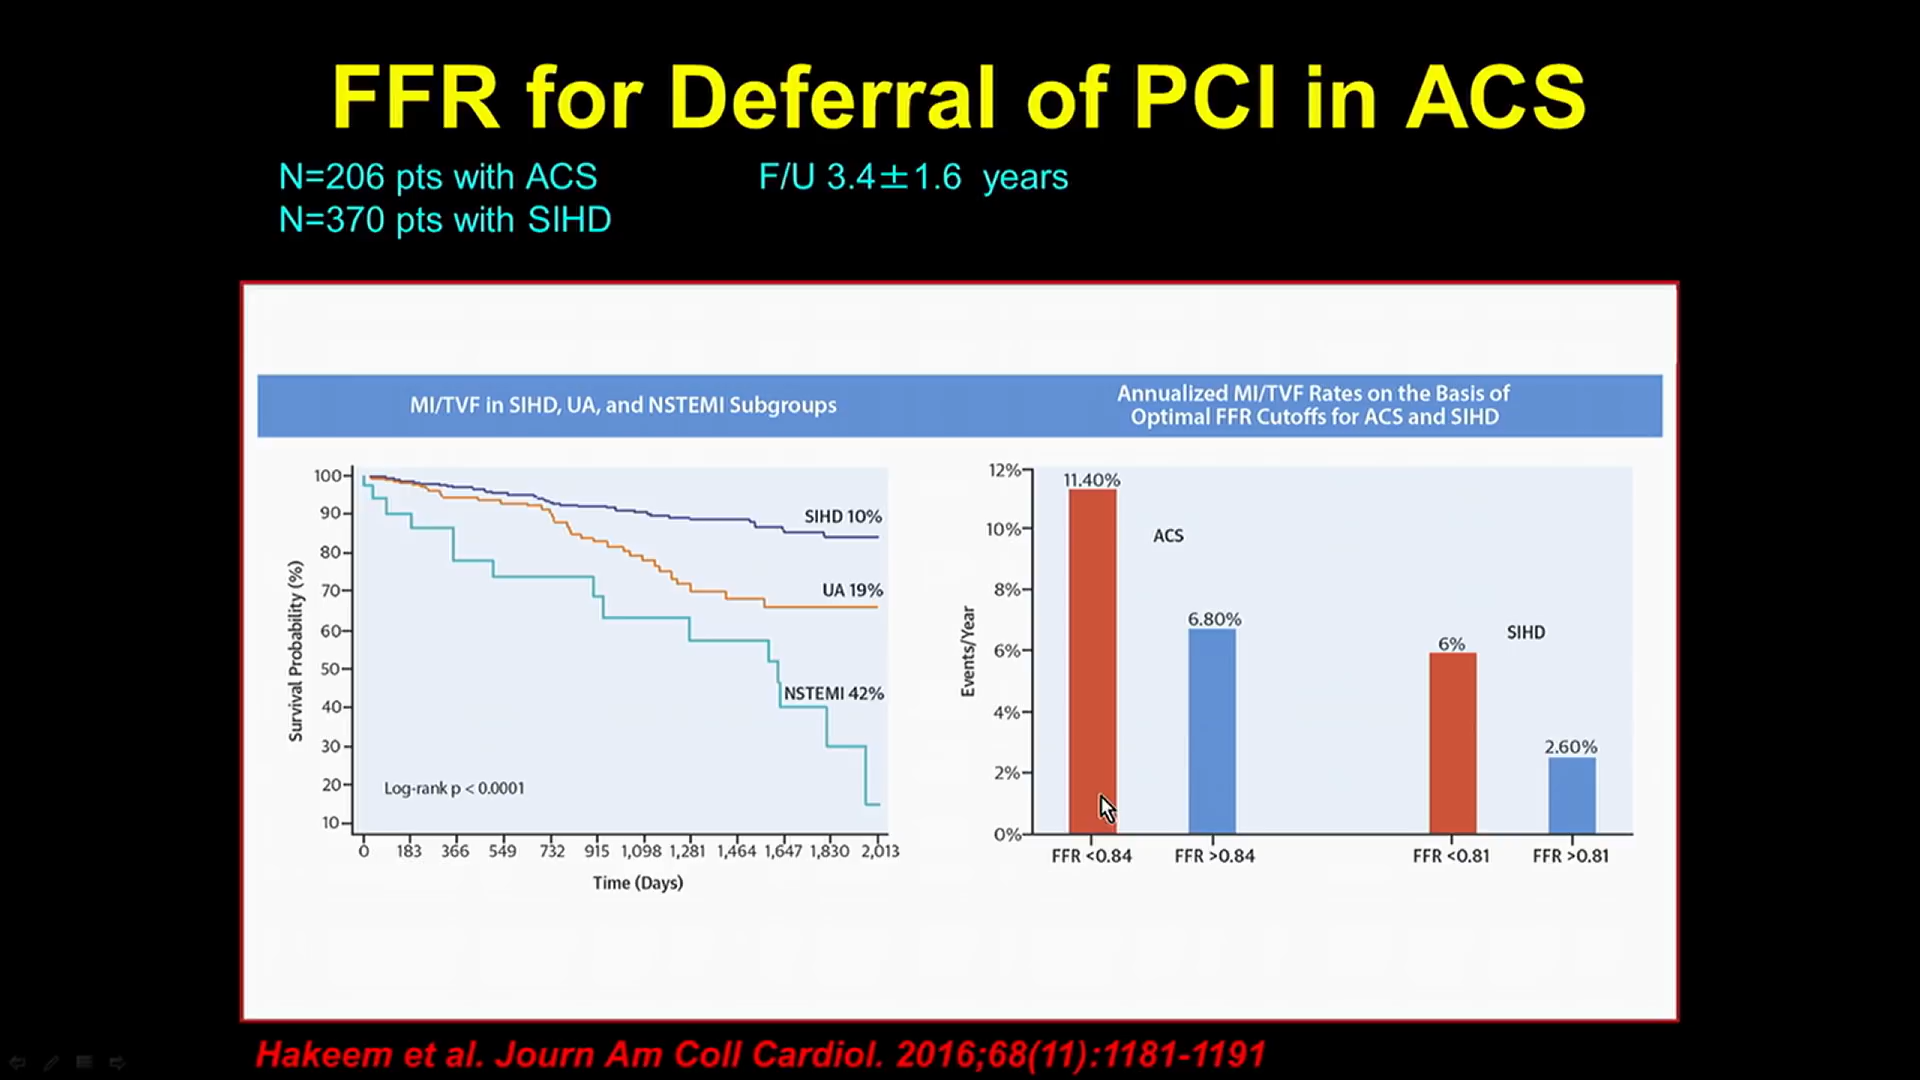 FFR for Deferral of PCI in ACS
N=206 pts with ACS
F/U 3.4±1.6 years
N=370 pts with SIHD
MI/TVF in SIHD, UA, and NSTEMI Subgroups
100
90
80
70
60
50
40
30
20
10
Survival Probability (%)
SIHD 10%
UA 19%
NSTEMI 42%
Log-rank p < 0.0001
0 183 366 549 732 915 1,098 1,281 1,464 1,647 1,830 2,013
Time (Days)
Annualized MI/TVF Rates on the Basis of
Optimal FFR Cutoffs for ACS and SIHD
12%
10%
8%
6%
4%
2%
0%
Events/Year
11.40%
ACS
6.80%
6%
SIHD
2.60%
FFR <0.84 FFR >0.84 FFR <0.81 FFR >0.81
Hakeem et al. Journ Am Coll Cardiol. 2016;68(11):1181-1191